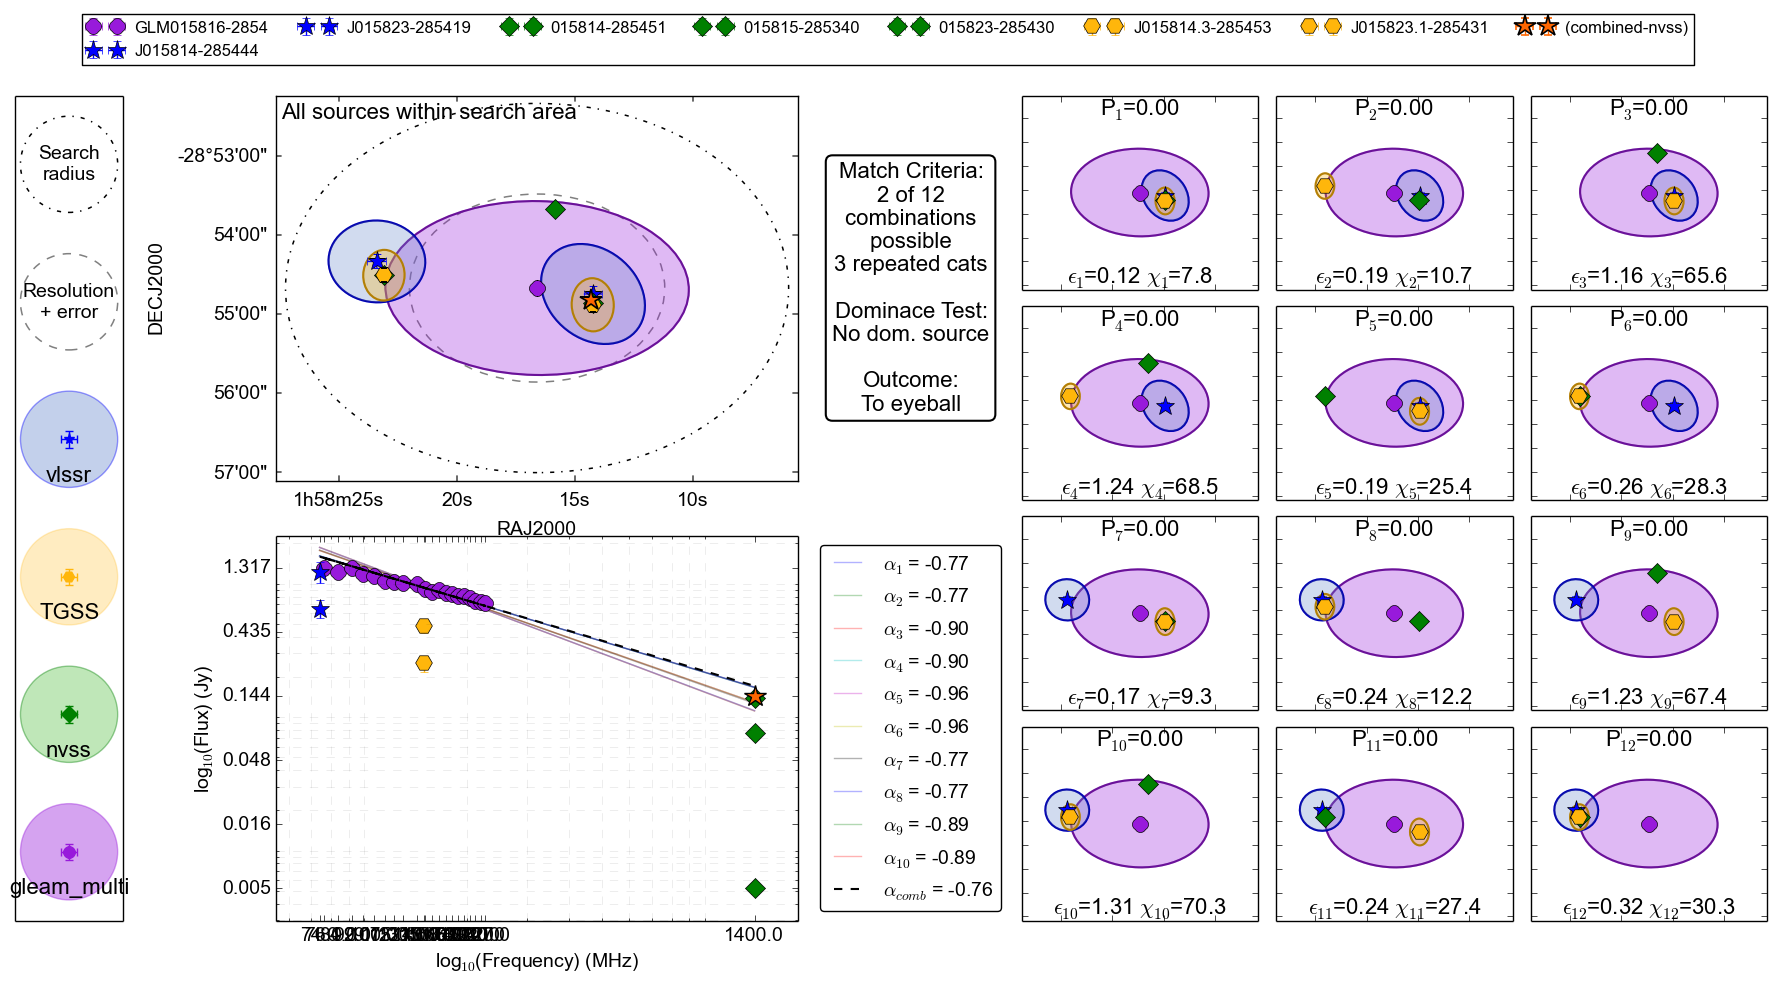 GLM015816-2854 J015823-285419 015814-285451 015815-285340 015823-285430 J015814.3-285453 J015823.1-285431 (combined-nvss)
J015814-285444
Search
radius
Resolution
+ error
vlssr
TGSS
nvss
gleam_multi
All sources within search area
-28°53'00"
54'00"
55'00"
56'00"
57'00"
DECJ2000
1h58m25s 20s 15s 10s
RAJ2000
Match Criteria:
2 of 12
combinations
possible
3 repeated cats
Dominace Test:
No dom. source
Outcome:
To eyeball
1.317
0.435
0.144
0.048
0.016
0.005
log10(Flux) (Jy)
1400.0
log10(Frequency) (MHz)
α1 = -0.77
α2 = -0.77
α3 = -0.90
α4 = -0.90
α5 = -0.96
α6 = -0.96
α7 = -0.77
α8 = -0.77
α9 = -0.89
α10 = -0.89
αcomb = -0.76
P1=0.00
ϵ1=0.12 χ1=7.8
P2=0.00
ϵ2=0.19 χ2=10.7
P3=0.00
ϵ3=1.16 χ3=65.6
P4=0.00
ϵ4=1.24 χ4=68.5
P5=0.00
ϵ5=0.19 χ5=25.4
P6=0.00
ϵ6=0.26 χ6=28.3
P7=0.00
ϵ7=0.17 χ7=9.3
P8=0.00
ϵ8=0.24 χ8=12.2
P9=0.00
ϵ9=1.23 χ9=67.4
P10=0.00
ϵ10=1.31 χ10=70.3
P11=0.00
ϵ11=0.24 χ11=27.4
P12=0.00
ϵ12=0.32 χ12=30.3